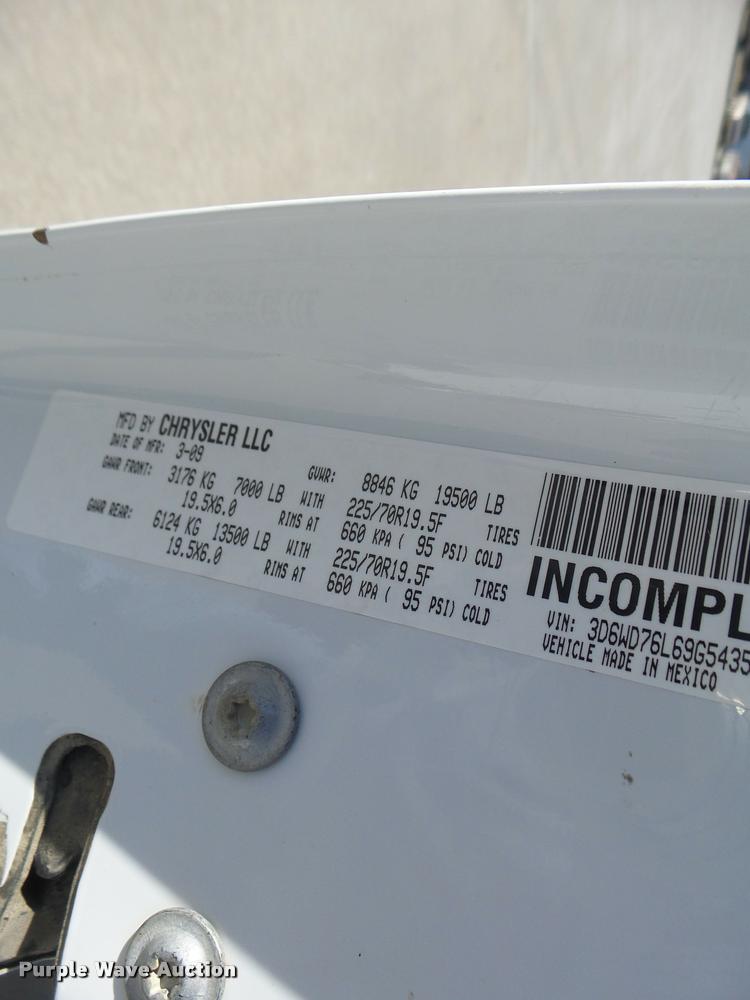 MFD BY CHRYSLER LLC
DATE OF MFR: 3-09 GVWR: 8846 KG 19500 LB
GAWR FRONT: 3176 KG 7000 LB WITH 225/70R19.5F TIRES
19.5X6.0 RIMS AT 660 KPA ( 95 PSI) COLD
GAWR REAR: 6124 KG 13500 LB WITH 225/70R19.5F TIRES
19.5X6.0 RIMS AT 660 KPA ( 95 PSI) COLD
INCOMPL
VIN: 3D6WD76L69G5435
VEHICLE MADE IN MEXICO
Purple Wave Auction